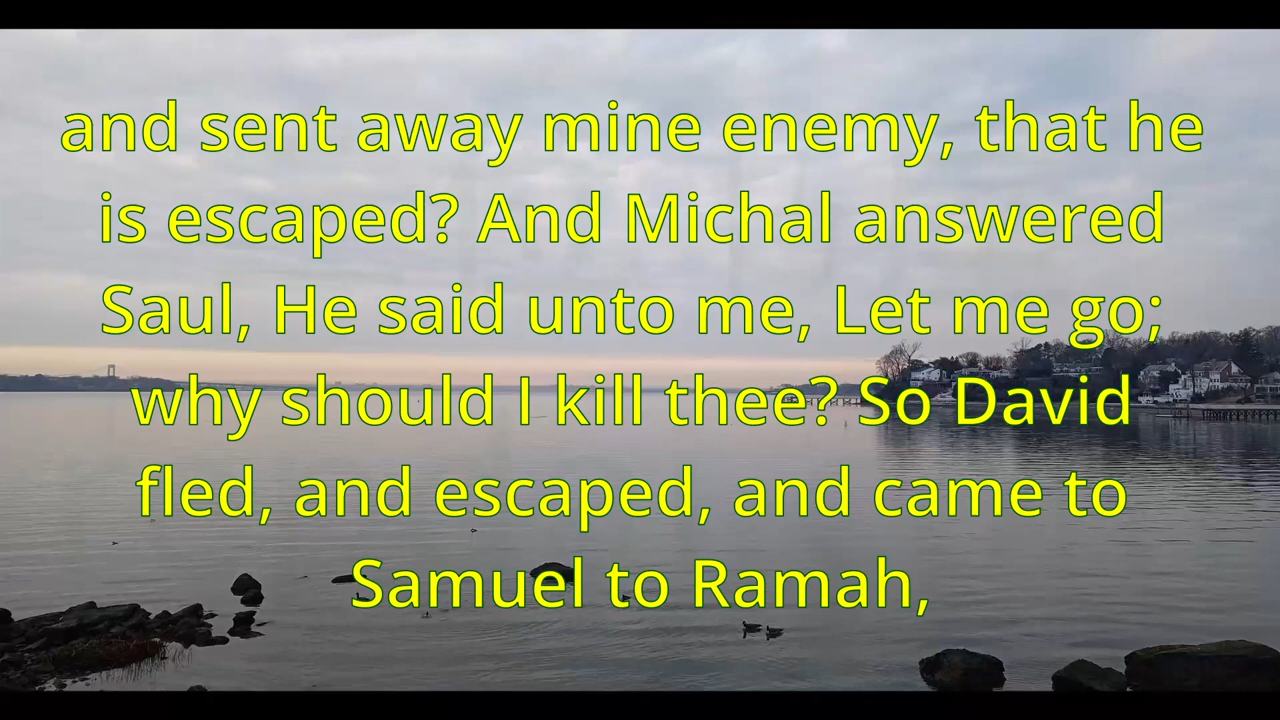 and sent away mine enemy, that he
is escaped? And Michal answered
Saul, He said unto me, Let me go;
why should I kill thee? So David
fled, and escaped, and came to
Samuel to Ramah,